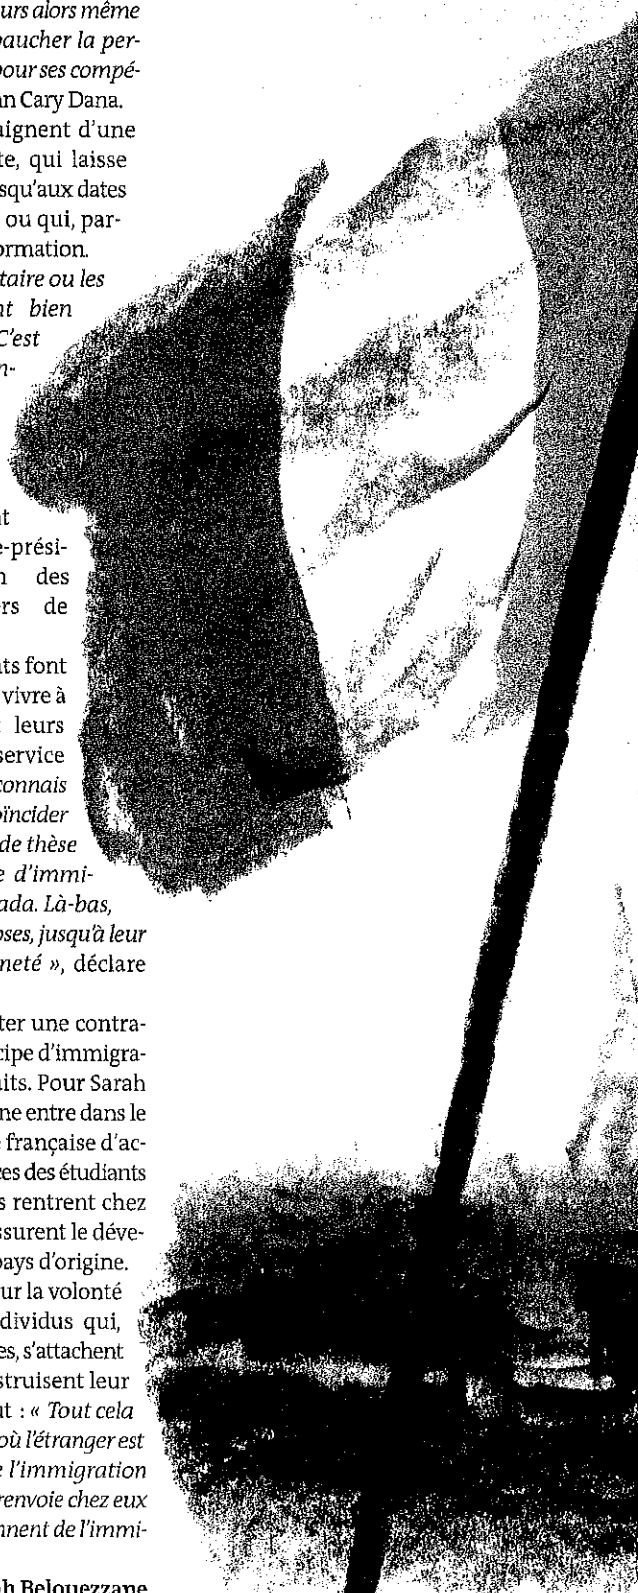 urs alors même
baucher la per-
pour ses compé-
n Cary Dana.
aignent d'une
te, qui laisse
squ'aux dates
ou qui, par-
ormation.
taire ou les
nt bien
C'est
n-
nt
e-prési-
n des
rs de
nts font
vivre à
t leurs
service
connais
oïncider
de thèse
e d'immi-
ada. Là-bas,
oses, jusqu'à leur
neté », déclare
ter une contra-
cipe d'immigra-
uits. Pour Sarah
ne entre dans le
e française d'ac-
ces des étudiants
s rentrent chez
ssurent le déve-
pays d'origine.
ur la volonté
dividus qui,
es, s'attachent
struisent leur
nt : « Tout cela
où l'étranger est
e l'immigration
renvoie chez eux
nnent de l'immi-
h Belouezzane